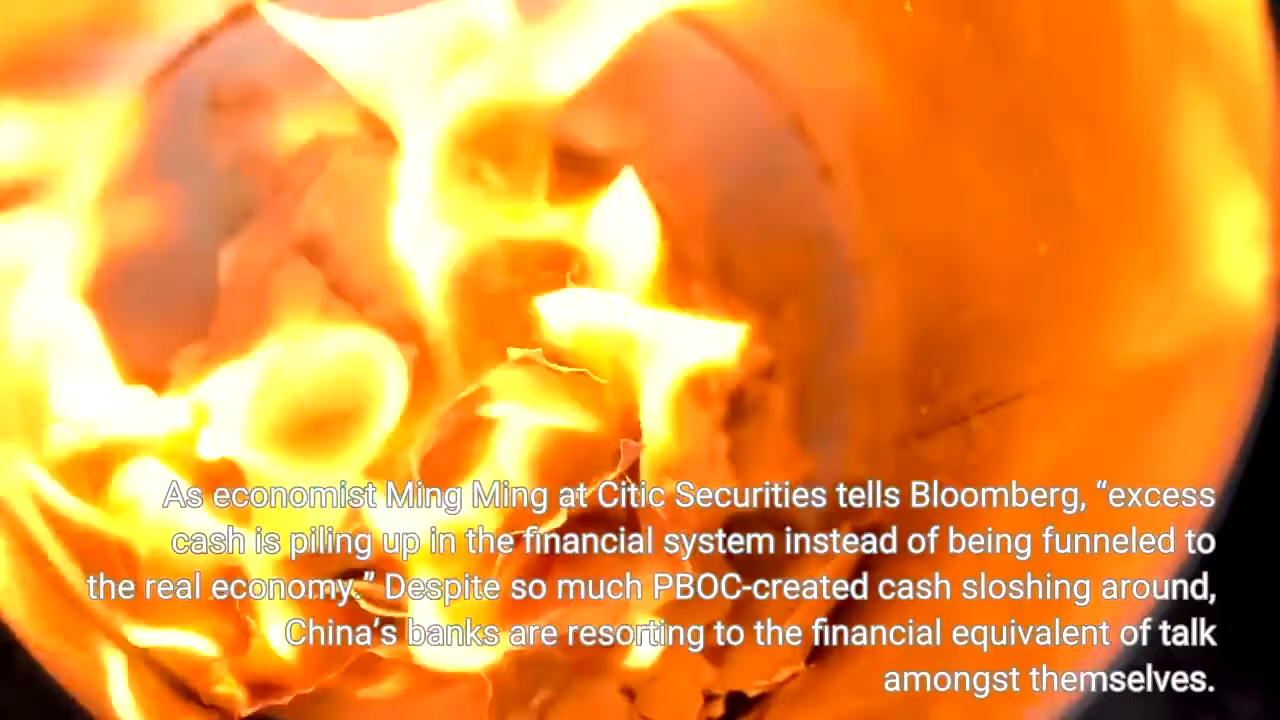 As economist Ming Ming at Citic Securities tells Bloomberg, “excess
cash is piling up in the financial system instead of being funneled to
the real economy.” Despite so much PBOC-created cash sloshing around,
China’s banks are resorting to the financial equivalent of talk
amongst themselves.